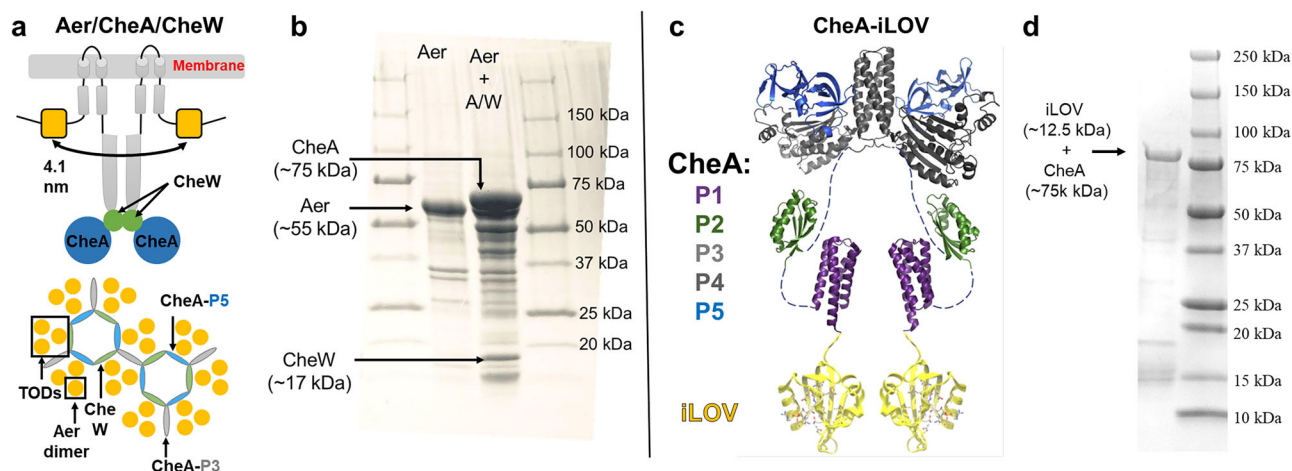 a
Aer/CheA/CheW
Membrane
4.1
nm
CheW
CheA
CheA
CheA-P5
TODs
Aer
dimer
Che
W
CheA-P3
b
Aer
Aer
+
A/W
CheA
(~75 kDa)
Aer
(~55 kDa)
CheW
(~17 kDa)
150 kDa
100 kDa
75 kDa
50 kDa
37 kDa
25 kDa
20 kDa
c
CheA-iLOV
CheA:
P1
P2
P3
P4
P5
iLOV
d
iLOV
(~12.5 kDa)
+
CheA
(~75k kDa)
250 kDa
150 kDa
100 kDa
75 kDa
50 kDa
37 kDa
25 kDa
20 kDa
15 kDa
10 kDa